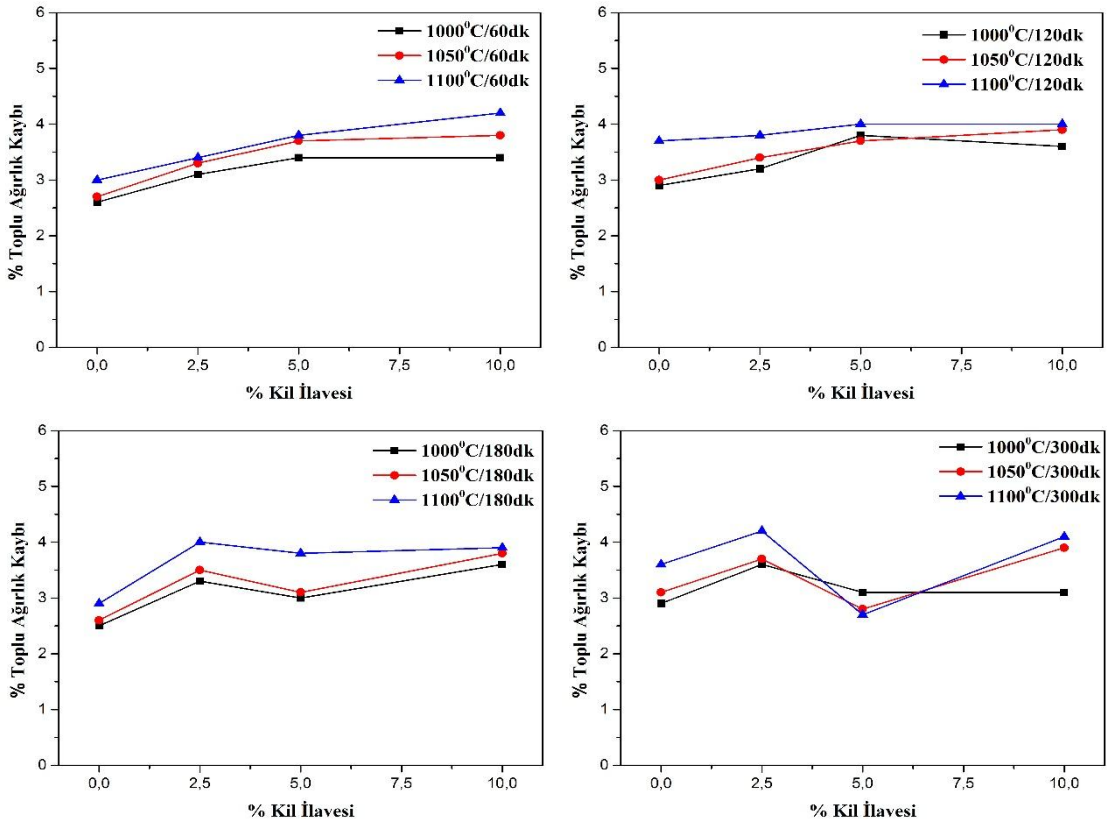 6
5
4
3
2
1
0
% Toplu Ağırlık Kaybı
1000⁰C/60dk
1050⁰C/60dk
1100⁰C/60dk
0,0 2,5 5,0 7,5 10,0
% Kil İlavesi
6
5
4
3
2
1
0
% Toplu Ağırlık Kaybı
1000⁰C/120dk
1050⁰C/120dk
1100⁰C/120dk
0,0 2,5 5,0 7,5 10,0
% Kil İlavesi
6
5
4
3
2
1
0
% Toplu Ağırlık Kaybı
1000⁰C/180dk
1050⁰C/180dk
1100⁰C/180dk
0,0 2,5 5,0 7,5 10,0
% Kil İlavesi
6
5
4
3
2
1
0
% Toplu Ağırlık Kaybı
1000⁰C/300dk
1050⁰C/300dk
1100⁰C/300dk
0,0 2,5 5,0 7,5 10,0
% Kil İlavesi